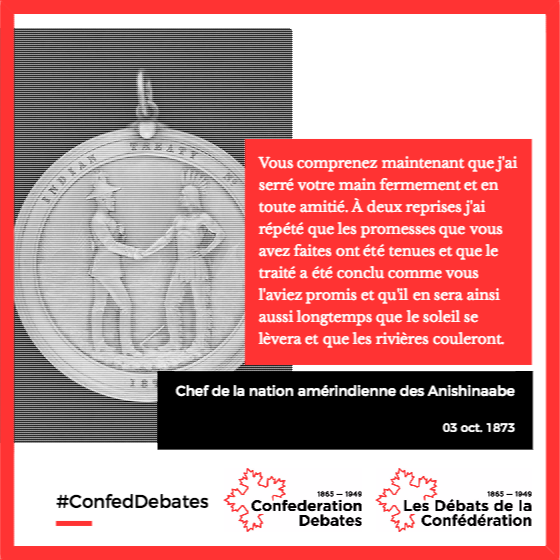 INDIAN TREATY No
187
Vous comprenez maintenant que j'ai
serré votre main fermement et en
toute amitié. À deux reprises j'ai
répété que les promesses que vous
avez faites ont été tenues et que le
traité a été conclu comme vous
l'aviez promis et qu'il en sera ainsi
aussi longtemps que le soleil se
lèvera et que les rivières couleront.
Chef de la nation amérindienne des Anishinaabe
03 oct. 1873
#ConfedDebates
1865 — 1949
Confederation
Debates
1865 — 1949
Les Débats de la
Confédération